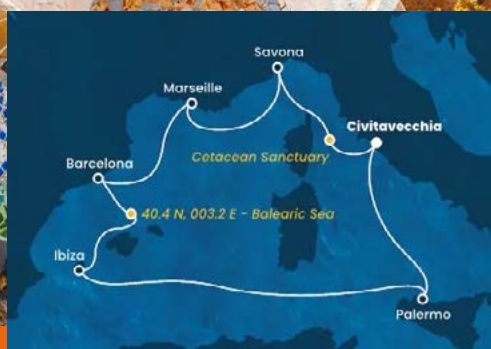 Savona
Marseille
Civitavecchia
Cetacean Sanctuary
Barcelona
40.4 N, 003.2 E - Balearic Sea
Ibiza
Palermo